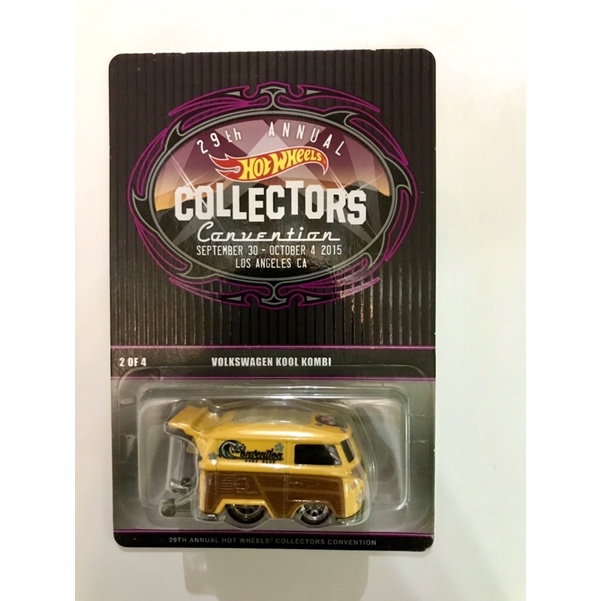 29th ANNUAL
Hot Wheels
COLLECTORS
Convention
SEPTEMBER 30 - OCTOBER 4 2015
LOS ANGELES CA
2 OF 4 VOLKSWAGEN KOOL KOMBI
Convention
29TH ANNUAL HOT WHEELS® COLLECTORS CONVENTION